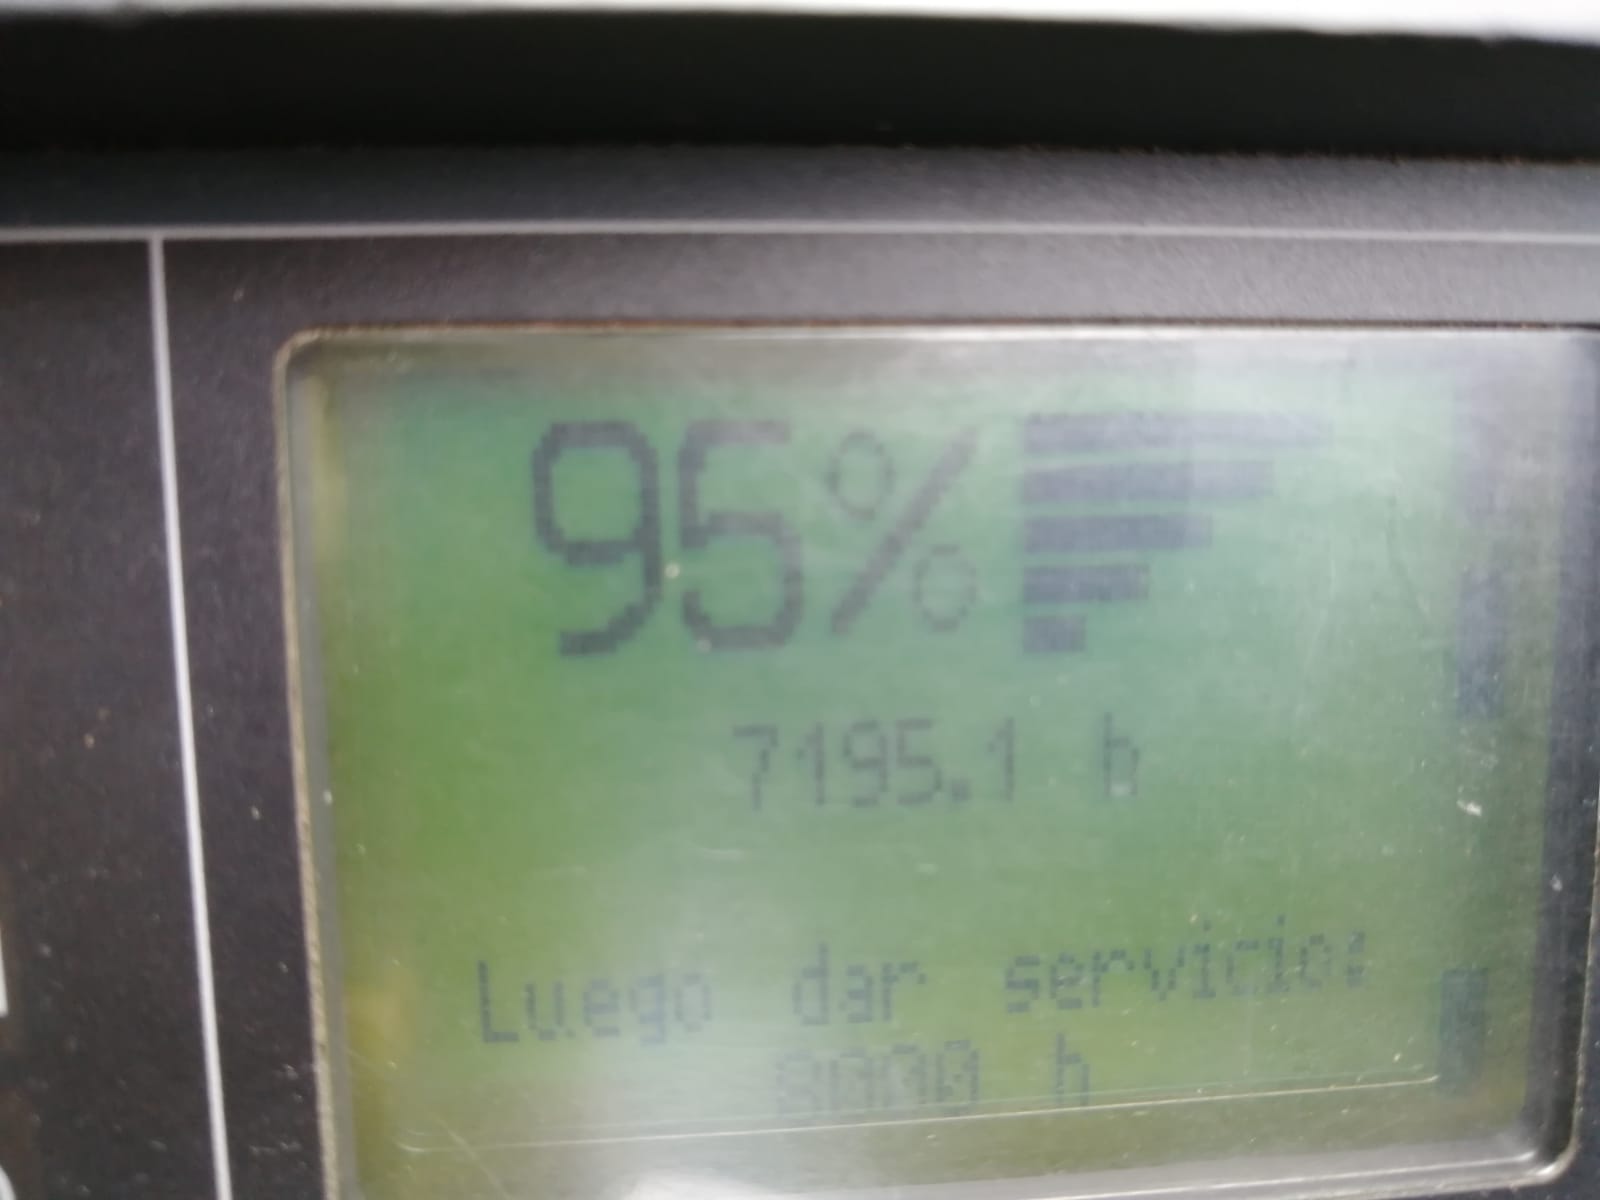 95%
7195.1 h
Luego dar servicio:
8000 h